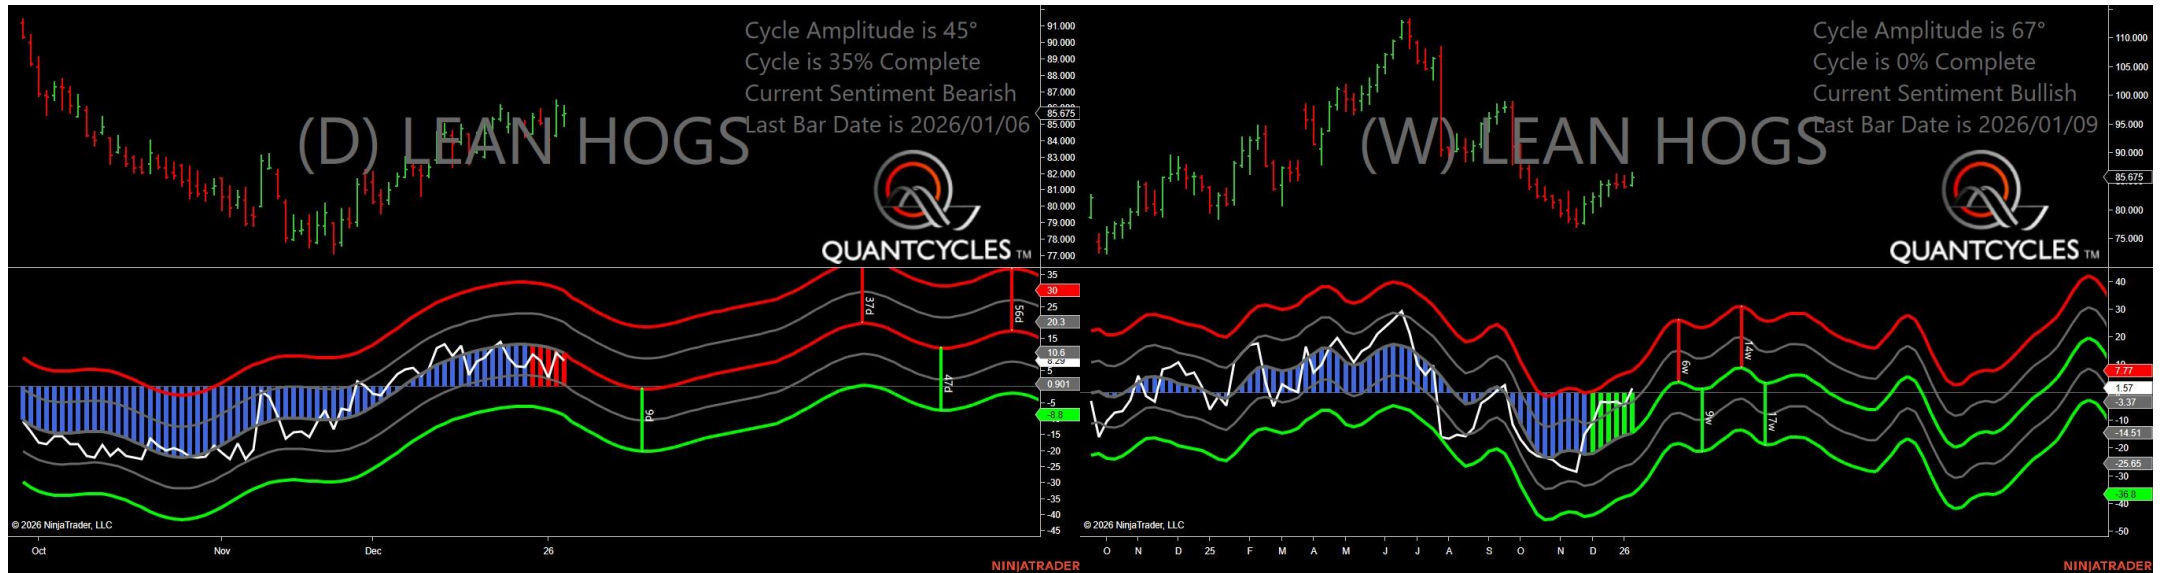 Cycle Amplitude is 45°
Cycle is 35% Complete
Current Sentiment Bearish
Last Bar Date is 2026/01/06
(D) LEAN HOGS
QUANTCYCLES TM
91.000
90.000
89.000
88.000
87.000
85.675
85.000
84.000
83.000
82.000
81.000
80.000
79.000
78.000
77.000
35
30
25
20.3
15
10.6
8.29
5
0.901
-5
-8.8
-15
-20
-25
-30
-35
-40
-45
37d
56d
9d
47d
© 2026 NinjaTrader, LLC
Oct Nov Dec 26
NINJATRADER
Cycle Amplitude is 67°
Cycle is 0% Complete
Current Sentiment Bullish
Last Bar Date is 2026/01/09
(W) LEAN HOGS
QUANTCYCLES TM
110.000
105.000
100.000
95.000
90.000
85.675
80.000
75.000
40
30
20
10
7.77
1.57
-3.37
-10
-14.51
-20
-25.65
-30
-36.8
-40
-50
6w
14w
9w
17w
© 2026 NinjaTrader, LLC
O N D 25 F M A M J J A S O N D 26
NINJATRADER